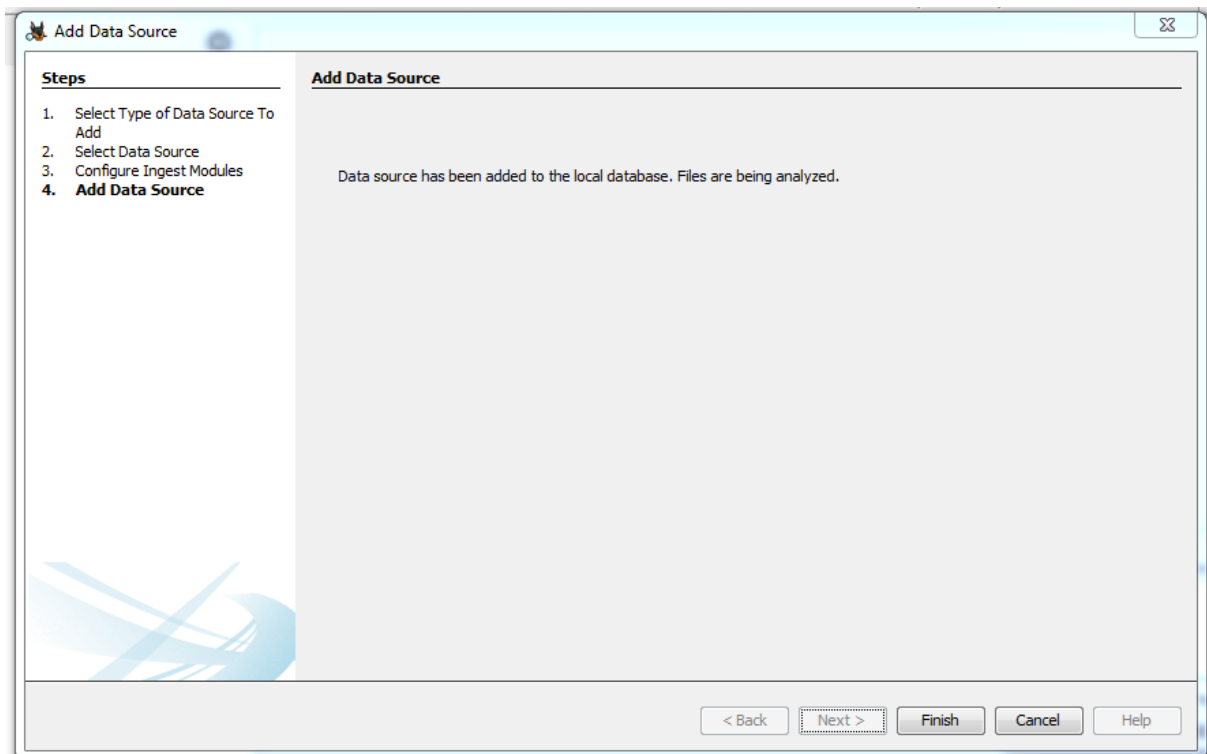 Add Data Source
Steps
1. Select Type of Data Source To
Add
2. Select Data Source
3. Configure Ingest Modules
4. Add Data Source
Add Data Source
Data source has been added to the local database. Files are being analyzed.
< Back Next > Finish Cancel Help